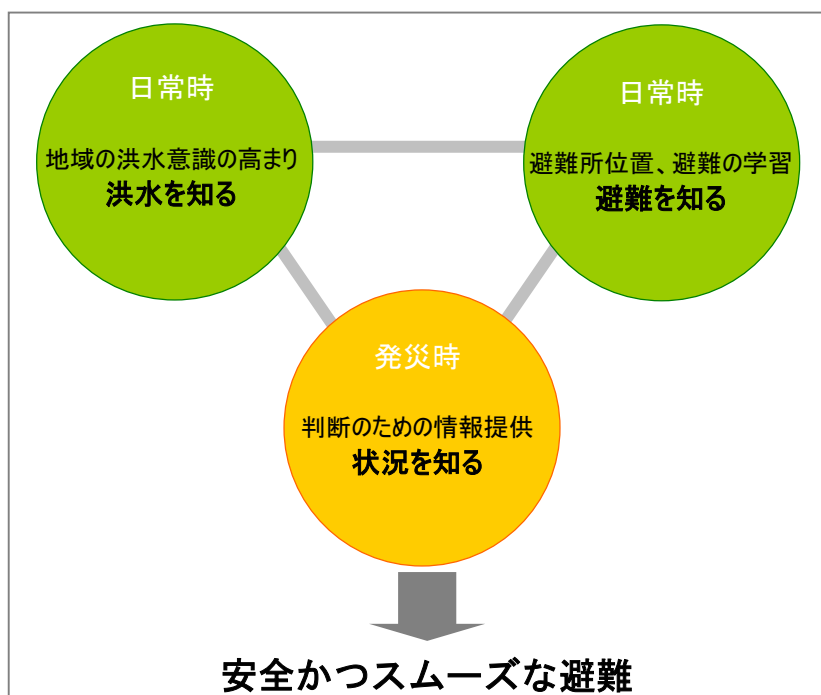 日常時
地域の洪水意識の高まり
洪水を知る
日常時
避難所位置、避難の学習
避難を知る
発災時
判断のための情報提供
状況を知る
安全かつスムーズな避難